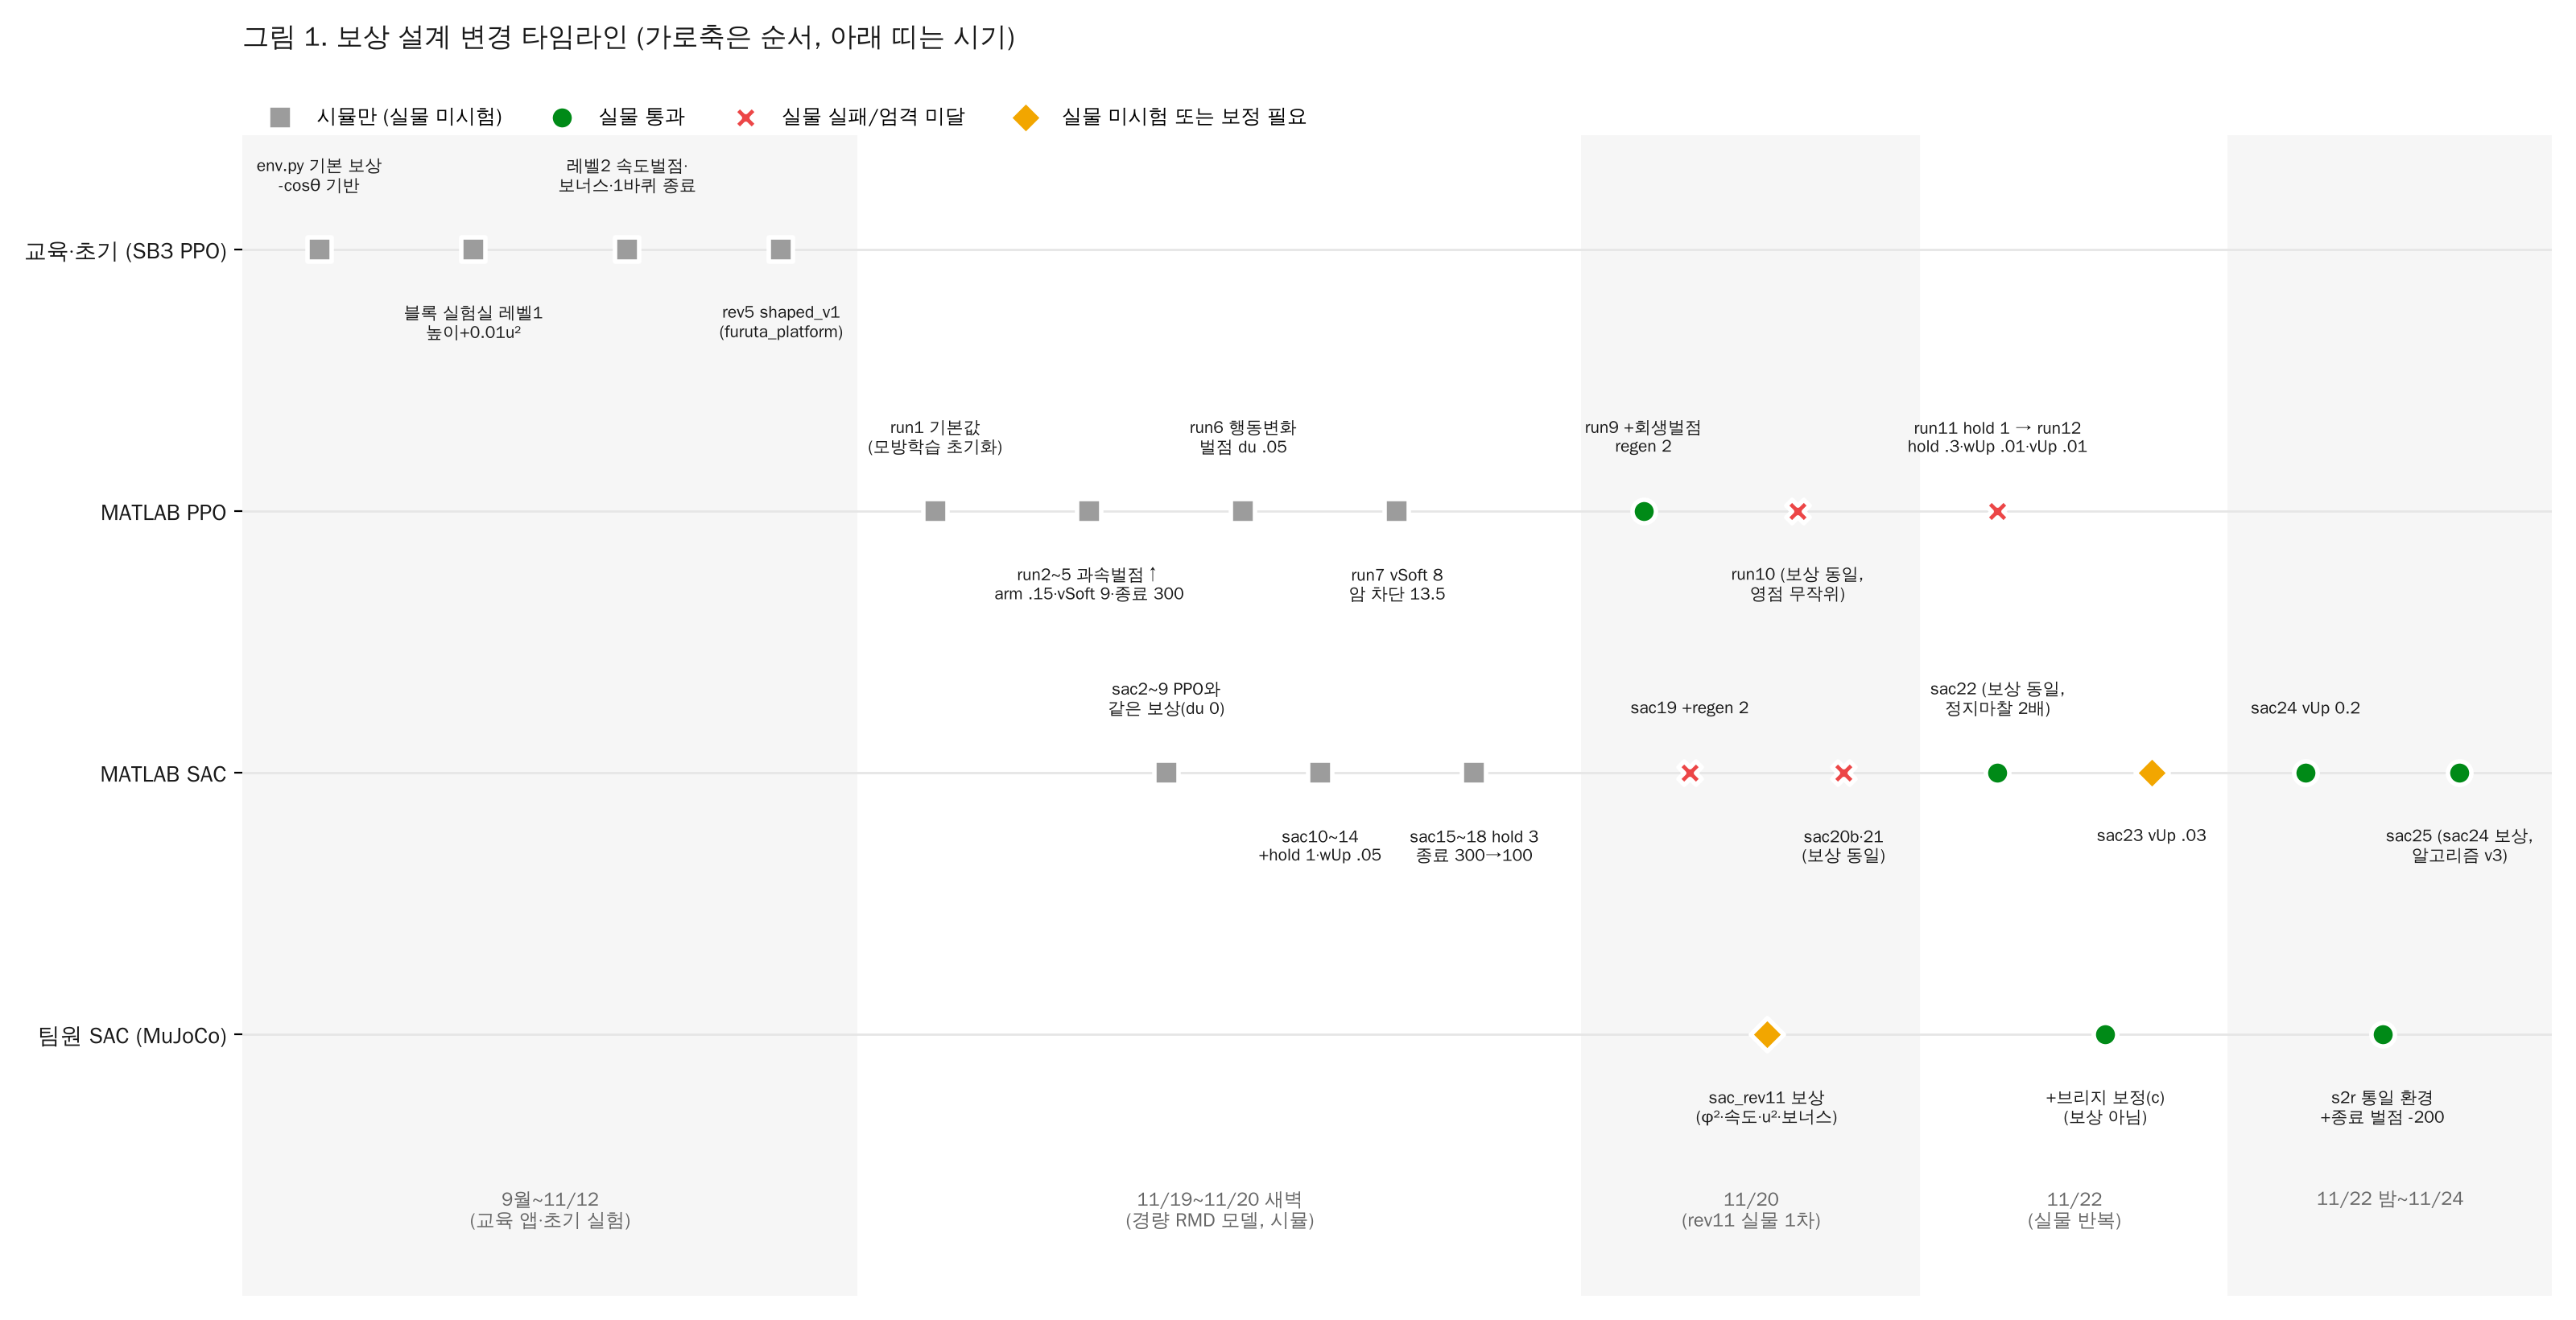 그림 1. 보상 설계 변경 타임라인 (가로축은 순서, 아래 띠는 시기)
시뮬만 (실물 미시험)
실물 통과
실물 실패/엄격 미달
실물 미시험 또는 보정 필요
env.py 기본 보상
-cosθ 기반
레벨2 속도벌점·
보너스·1바퀴 종료
교육·초기 (SB3 PPO)
블록 실험실 레벨1
높이+0.01u²
rev5 shaped_v1
(furuta_platform)
run1 기본값
(모방학습 초기화)
run6 행동변화
벌점 du .05
run9 +회생벌점
regen 2
run11 hold 1 → run12
hold .3·wUp .01·vUp .01
MATLAB PPO
run2~5 과속벌점↑
arm .15·vSoft 9·종료 300
run7 vSoft 8
암 차단 13.5
run10 (보상 동일,
영점 무작위)
sac2~9 PPO와
같은 보상(du 0)
sac19 +regen 2
sac22 (보상 동일,
정지마찰 2배)
sac24 vUp 0.2
MATLAB SAC
sac10~14
+hold 1·wUp .05
sac15~18 hold 3
종료 300→100
sac20b·21
(보상 동일)
sac23 vUp .03
sac25 (sac24 보상,
알고리즘 v3)
팀원 SAC (MuJoCo)
sac_rev11 보상
(φ²·속도·u²·보너스)
+브리지 보정(c)
(보상 아님)
s2r 통일 환경
+종료 벌점 -200
9월~11/12
(교육 앱·초기 실험)
11/19~11/20 새벽
(경량 RMD 모델, 시뮬)
11/20
(rev11 실물 1차)
11/22
(실물 반복)
11/22 밤~11/24